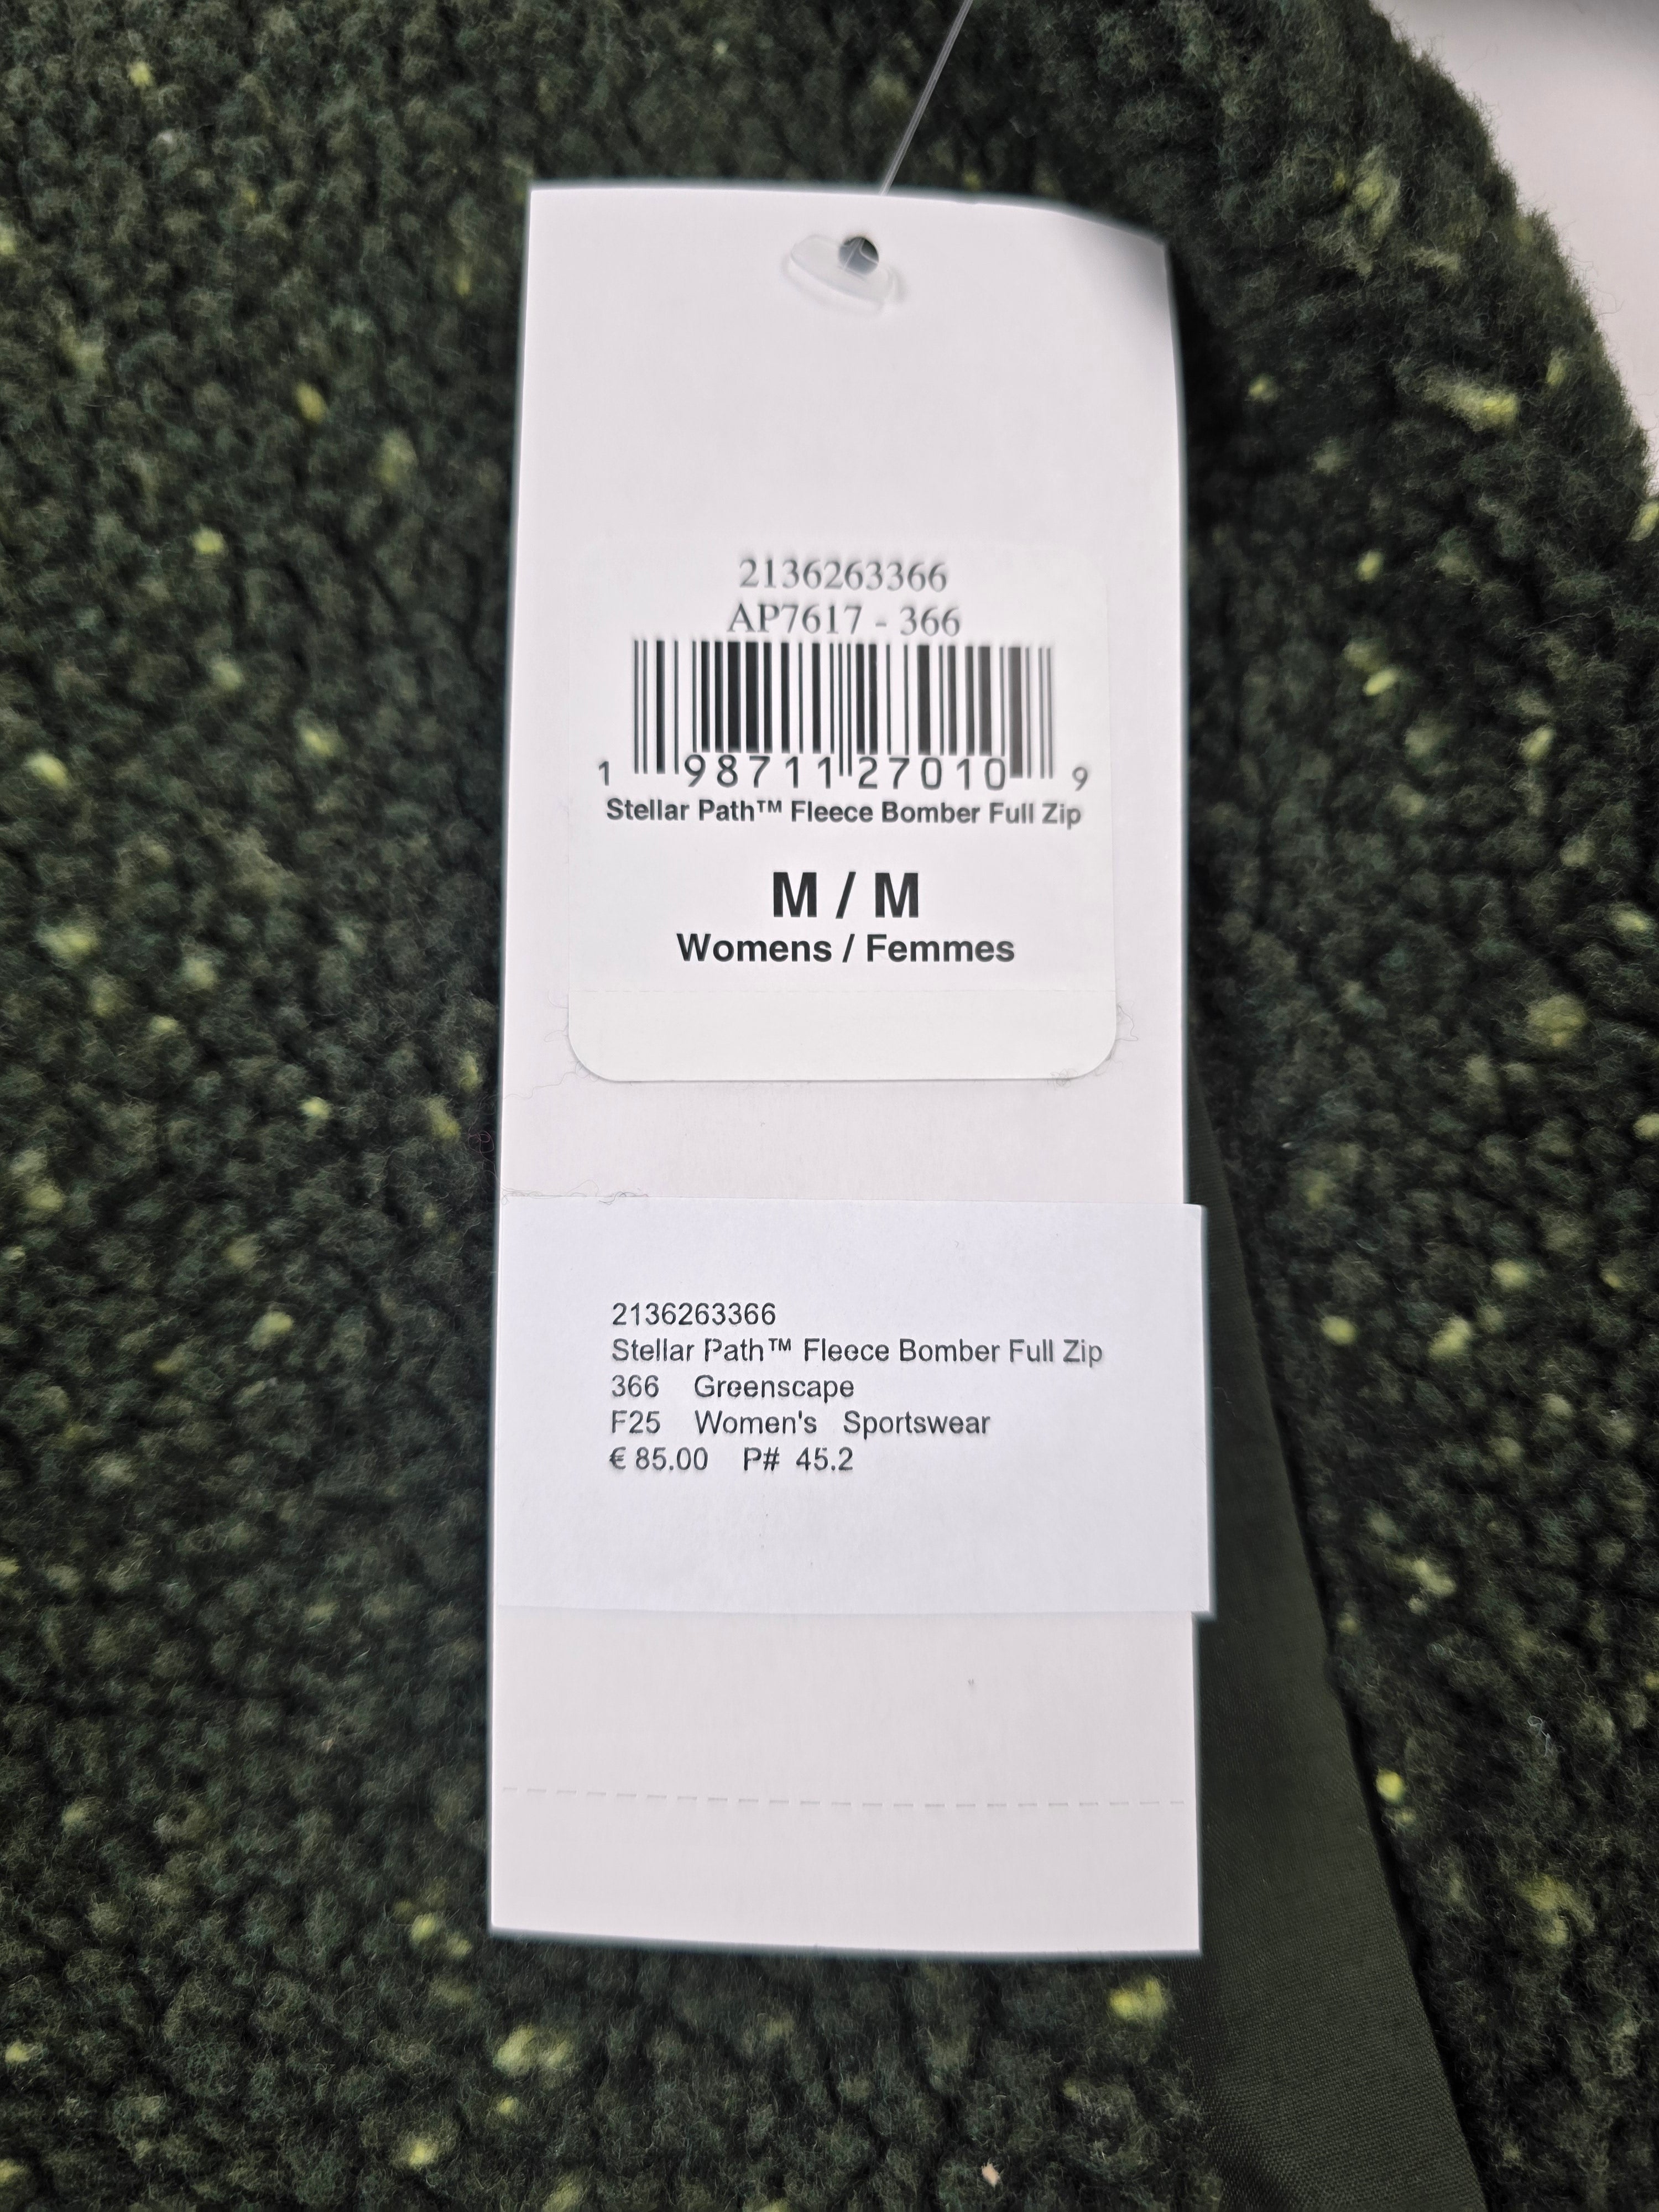 2136263366
AP7617 - 366
1 98711 27010 9
Stellar Path™ Fleece Bomber Full Zip
M / M
Womens / Femmes
2136263366
Stellar Path™ Fleece Bomber Full Zip
366 Greenscape
F25 Women's Sportswear
€ 85.00 P# 45.2